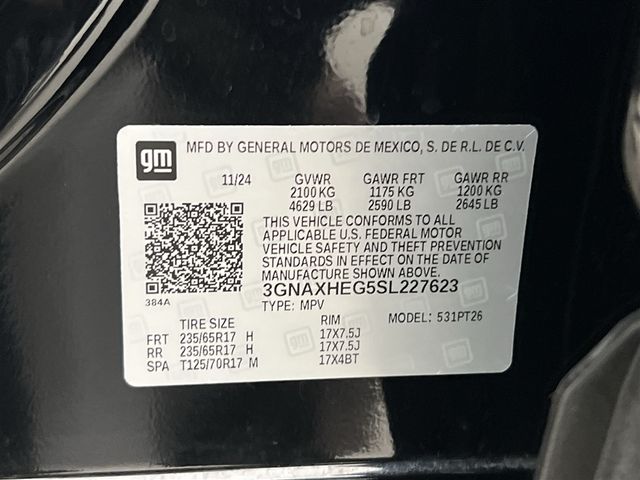 gm MFD BY GENERAL MOTORS DE MEXICO, S. DE R.L. DE C.V.
11/24 GVWR GAWR FRT GAWR RR
2100 KG 1175 KG 1200 KG
4629 LB 2590 LB 2645 LB
THIS VEHICLE CONFORMS TO ALL
APPLICABLE U.S. FEDERAL MOTOR
VEHICLE SAFETY AND THEFT PREVENTION
STANDARDS IN EFFECT ON THE DATE OF
MANUFACTURE SHOWN ABOVE.
384A 3GNAXHEG5SL227623
TYPE: MPV
TIRE SIZE RIM MODEL: 531PT26
FRT 235/65R17 H 17X7.5J
RR 235/65R17 H 17X7.5J
SPA T125/70R17 M 17X4BT